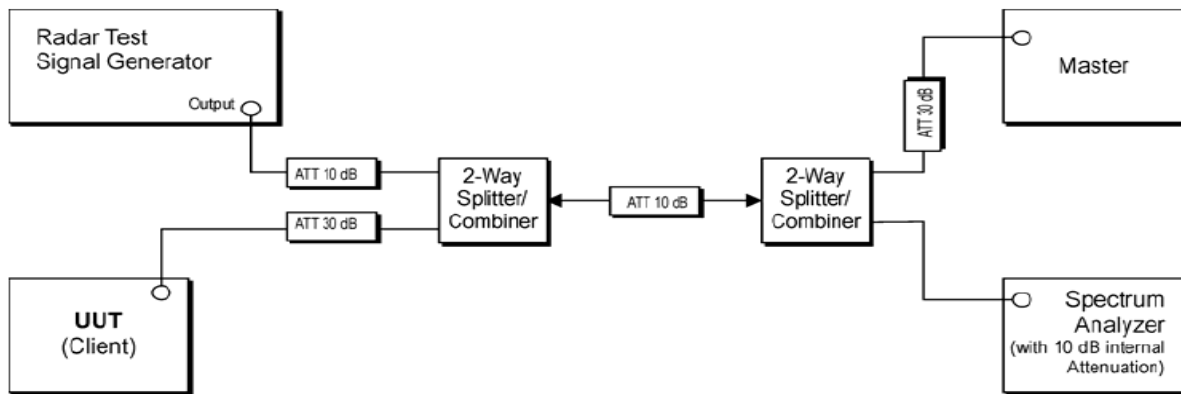 Radar Test
Signal Generator
Output
ATT 10 dB
2-Way
Splitter/
Combiner
ATT 30 dB
UUT
(Client)
ATT 10 dB
2-Way
Splitter/
Combiner
ATT 30 dB
Master
Spectrum
Analyzer
(with 10 dB internal
Attenuation)